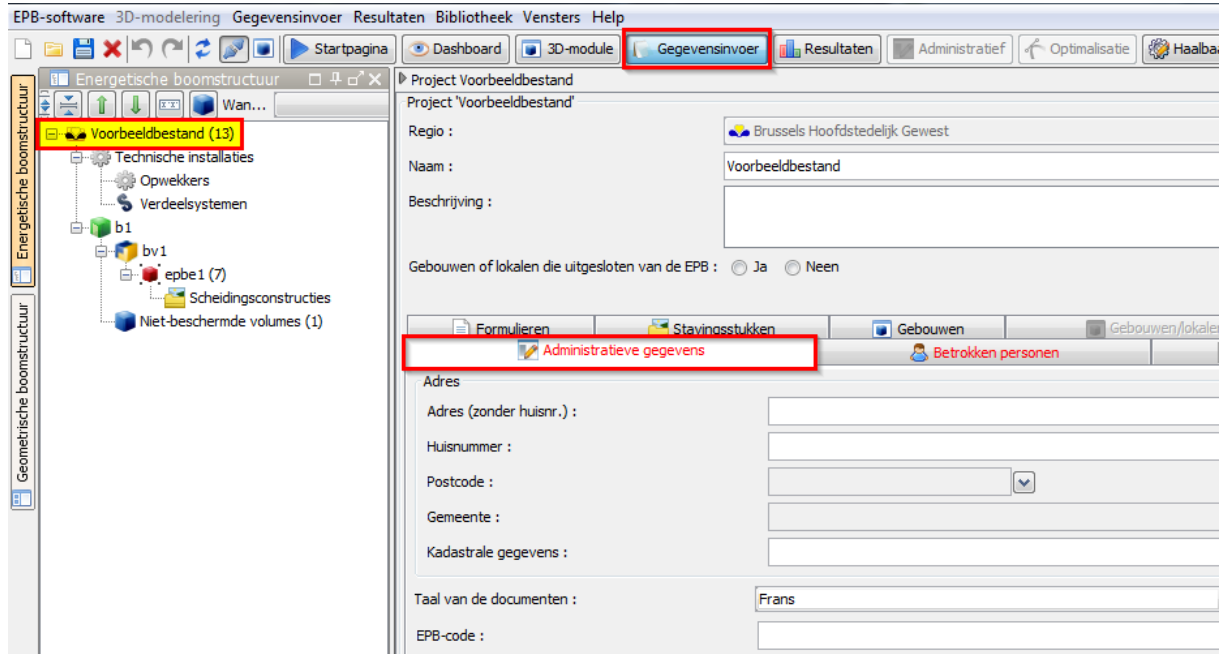 EPB-software 3D-modelering Gegevensinvoer Resultaten Bibliotheek Vensters Help
Startpagina Dashboard 3D-module Gegevensinvoer Resultaten Administratief Optimalisatie
Energetische boomstructuur
Geometrische boomstructuur
Energetische boomstructuur
Wan...
Voorbeeldbestand (13)
Technische installaties
Opwekkers
Verdeelsystemen
b1
bv1
epbe1 (7)
Scheidingsconstructies
Niet-beschermde volumes (1)
Project Voorbeeldbestand
Project 'Voorbeeldbestand'
Regio : Brussels Hoofdstedelijk Gewest
Naam : Voorbeeldbestand
Beschrijving :
Gebouwen of lokalen die uitgesloten van de EPB : Ja Neen
Formulieren Stavingsstukken Gebouwen Gebouwen/lokalen
Administratieve gegevens Betrokken personen
Adres
Adres (zonder huisnr.) :
Huisnummer :
Postcode :
Gemeente :
Kadastrale gegevens :
Taal van de documenten : Frans
EPB-code :